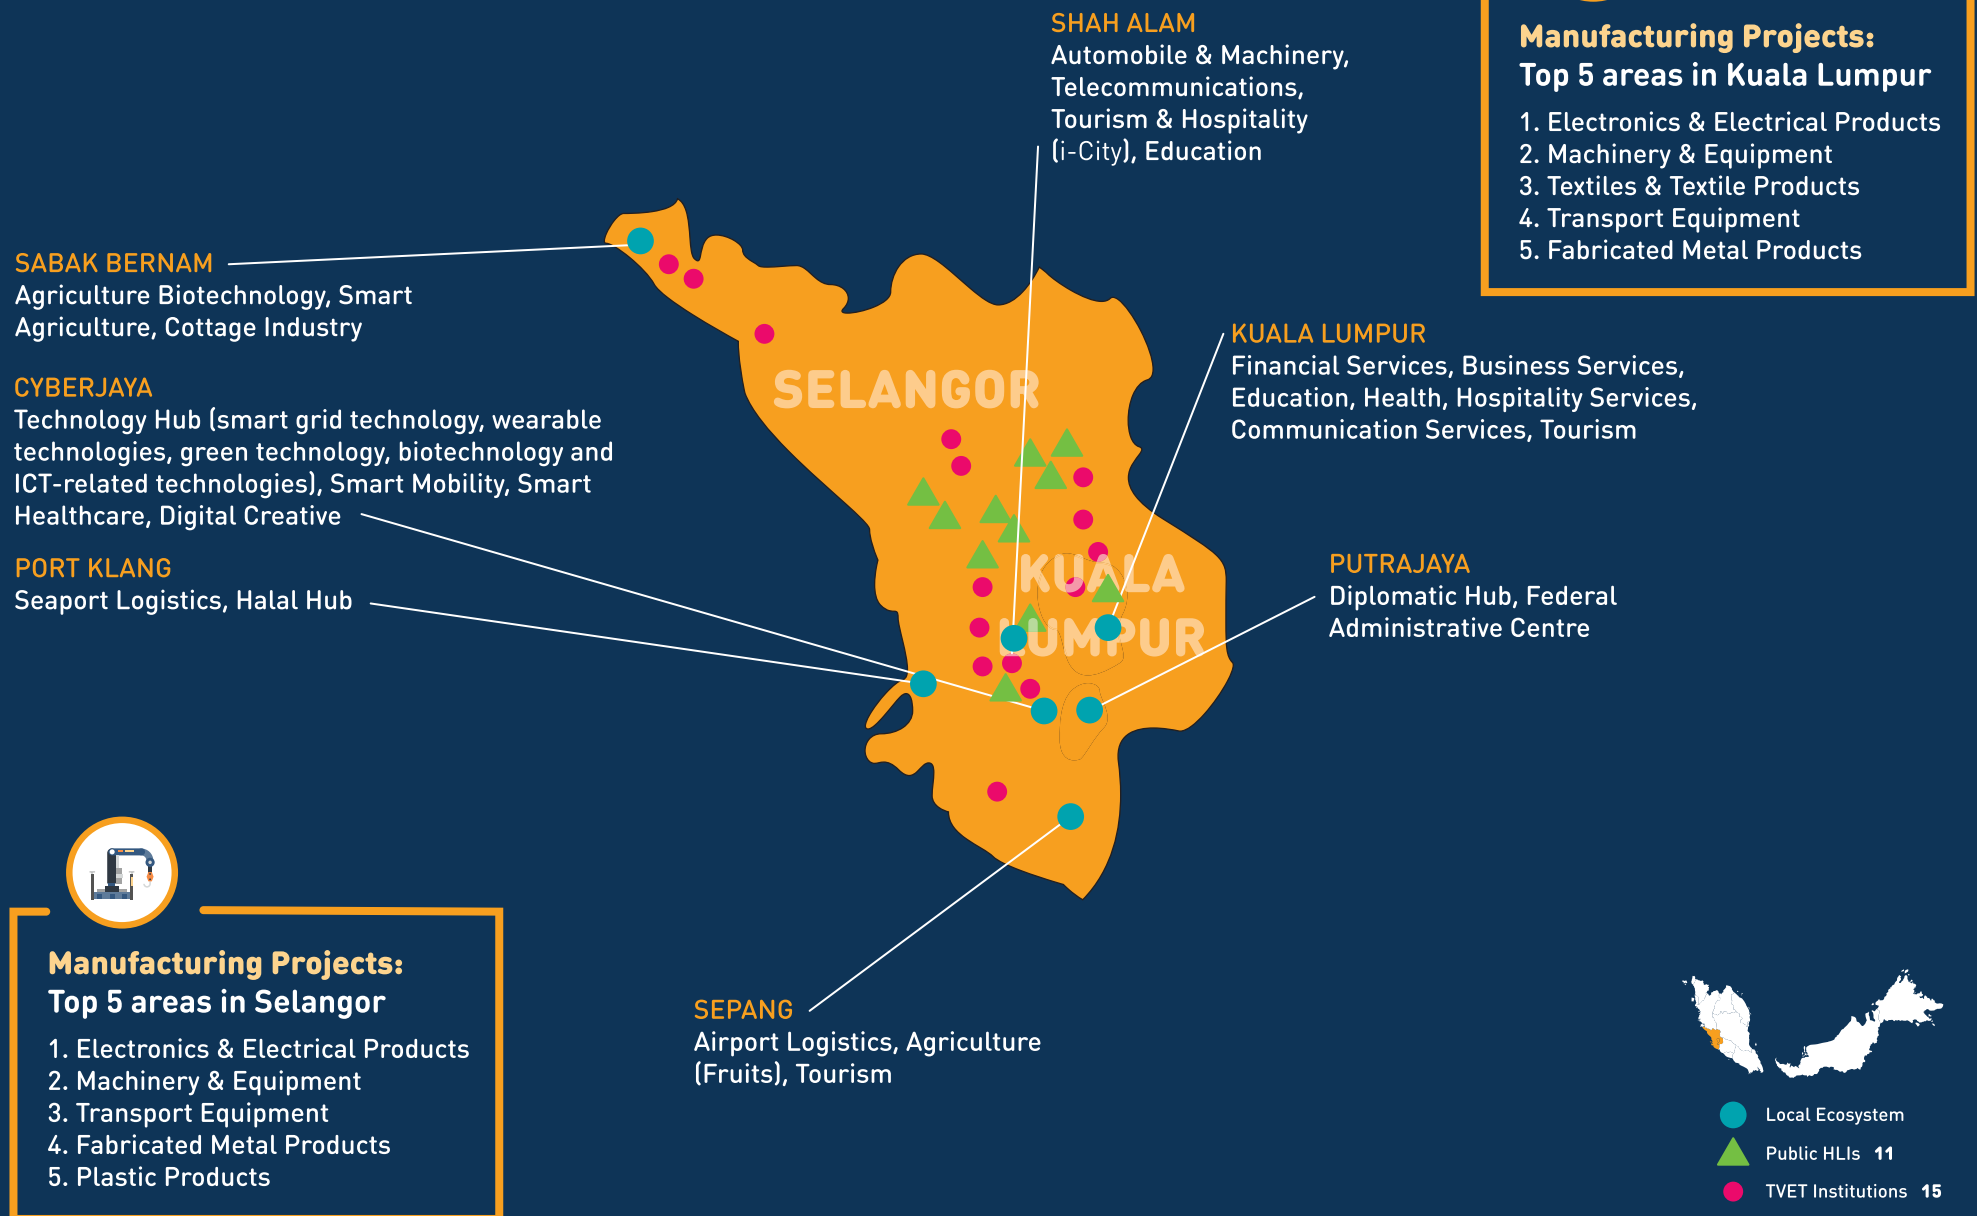 SHAH ALAM
Automobile & Machinery,
Telecommunications,
Tourism & Hospitality
(i-City), Education
Manufacturing Projects:
Top 5 areas in Kuala Lumpur
1. Electronics & Electrical Products
2. Machinery & Equipment
3. Textiles & Textile Products
4. Transport Equipment
5. Fabricated Metal Products
SABAK BERNAM
Agriculture Biotechnology, Smart
Agriculture, Cottage Industry
CYBERJAYA
Technology Hub (smart grid technology, wearable
technologies, green technology, biotechnology and
ICT-related technologies), Smart Mobility, Smart
Healthcare, Digital Creative
PORT KLANG
Seaport Logistics, Halal Hub
SELANGOR
KUALA
LUMPUR
KUALA LUMPUR
Financial Services, Business Services,
Education, Health, Hospitality Services,
Communication Services, Tourism
PUTRAJAYA
Diplomatic Hub, Federal
Administrative Centre
Manufacturing Projects:
Top 5 areas in Selangor
1. Electronics & Electrical Products
2. Machinery & Equipment
3. Transport Equipment
4. Fabricated Metal Products
5. Plastic Products
SEPANG
Airport Logistics, Agriculture
(Fruits), Tourism
Local Ecosystem
Public HLIs 11
TVET Institutions 15